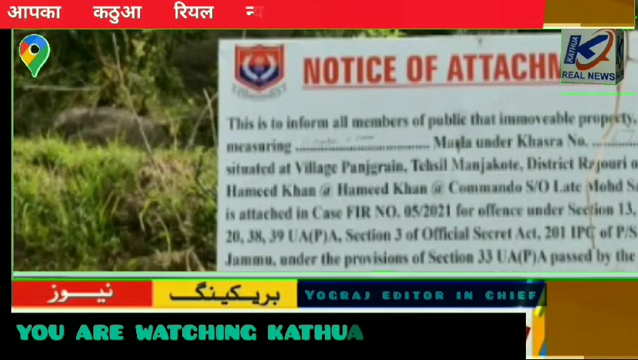 आपका कठुआ रियल न्य
KATHUA
REAL NEWS
NOTICE OF ATTACHM
This is to inform all members of public that immoveable property,
measuring .............................. Marla under Khasra No. ............
situated at Village Panjgrain, Tehsil Manjakote, District Rajouri o
Hameed Khan @ Hameed Khan @ Commando S/O Late Mohd S
is attached in Case FIR NO. 05/2021 for offence under Section 13,
20, 38, 39 UA(P)A, Section 3 of Official Secret Act, 201 IPC of P/S
Jammu, under the provisions of Section 33 UA(P)A passed by the
نیوز بریکینگ YOGRAJ EDITOR IN CHIEF
YOU ARE WATCHING KATHUA